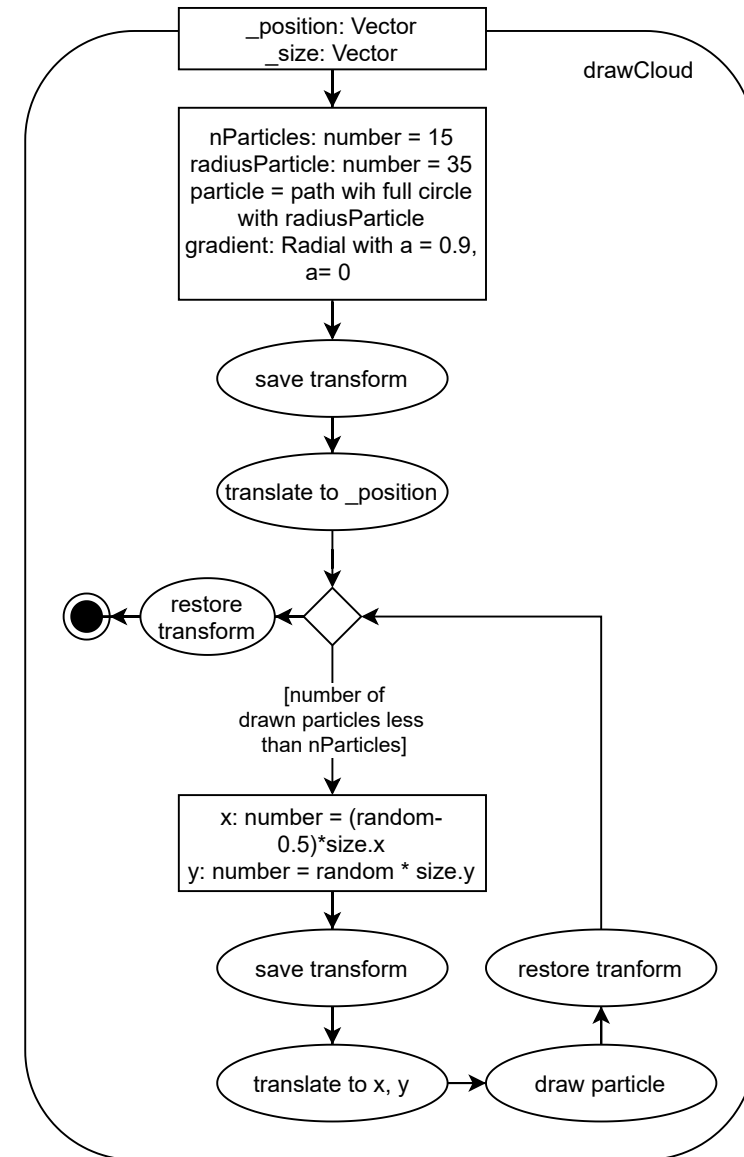 _position: Vector
_size: Vector
drawCloud
nParticles: number = 15
radiusParticle: number = 35
particle = path wih full circle
with radiusParticle
gradient: Radial with a = 0.9,
a= 0
save transform
translate to _position
restore
transform
[number of
drawn particles less
than nParticles]
x: number = (random-
0.5)*size.x
y: number = random * size.y
save transform
restore tranform
translate to x, y
draw particle